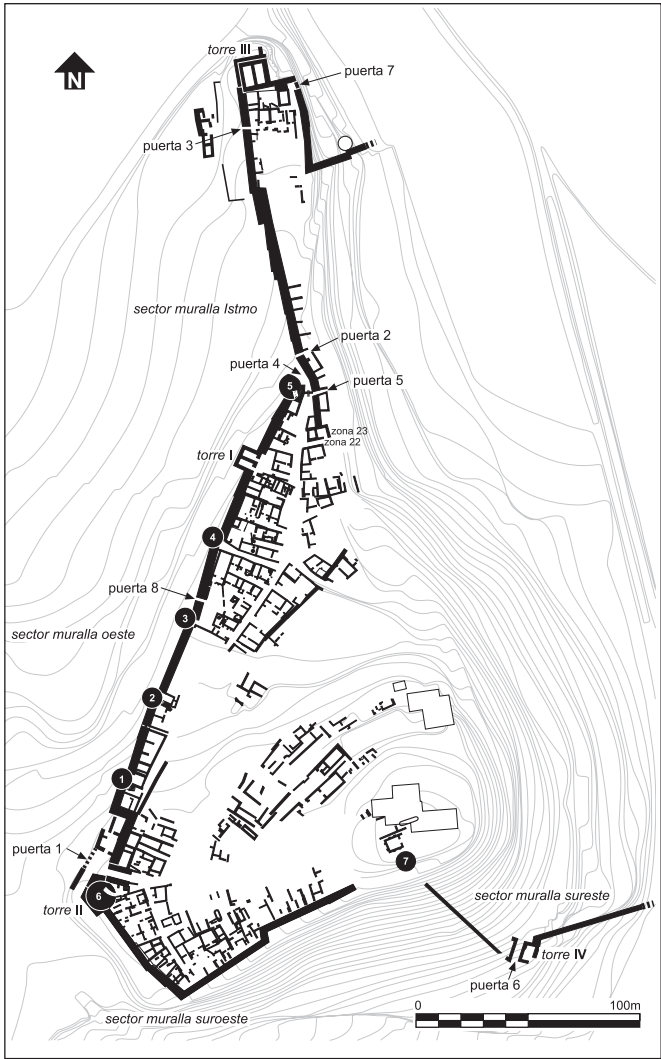 torre III
N
puerta 7
puerta 3
sector muralla Istmo
puerta 2
puerta 4
5
puerta 5
zona 23
zona 22
torre I
4
puerta 8
3
sector muralla oeste
2
1
puerta 1
7
6
torre II
sector muralla sureste
torre IV
puerta 6
sector muralla suroeste
0
100m